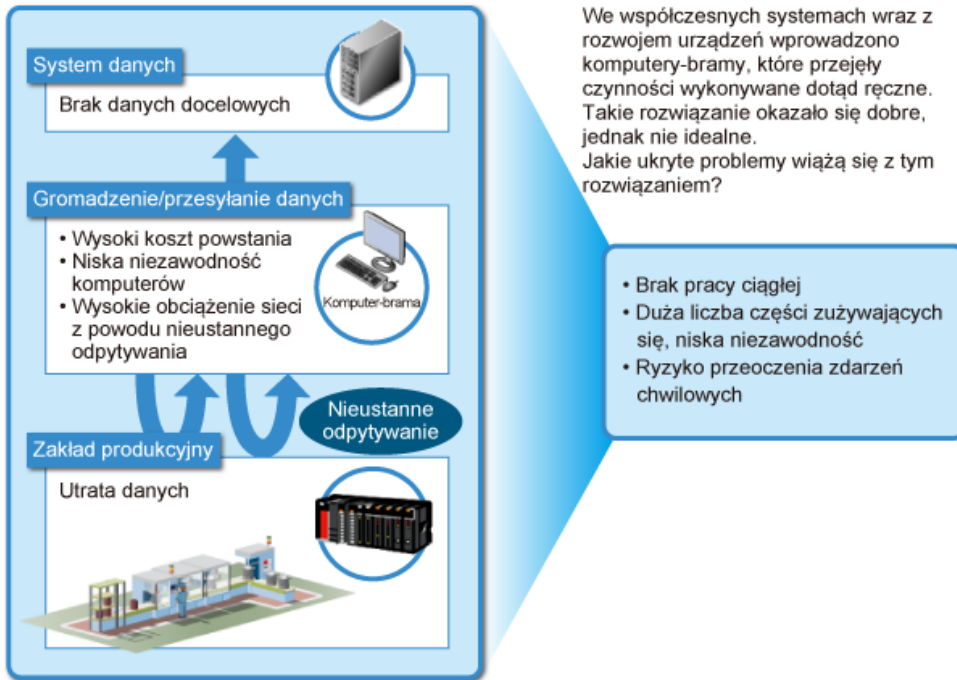 System danych
Brak danych docelowych
Gromadzenie/przesyłanie danych
• Wysoki koszt powstania
• Niska niezawodność
komputerów
• Wysokie obciążenie sieci
z powodu nieustannego
odpytywania
Komputer-brama
Nieustanne
odpytywanie
Zakład produkcyjny
Utrata danych
We współczesnych systemach wraz z
rozwojem urządzeń wprowadzono
komputery-bramy, które przejęły
czynności wykonywane dotąd ręczne.
Takie rozwiązanie okazało się dobre,
jednak nie idealne.
Jakie ukryte problemy wiążą się z tym
rozwiązaniem?
• Brak pracy ciągłej
• Duża liczba części zużywających
się, niska niezawodność
• Ryzyko przeoczenia zdarzeń
chwilowych